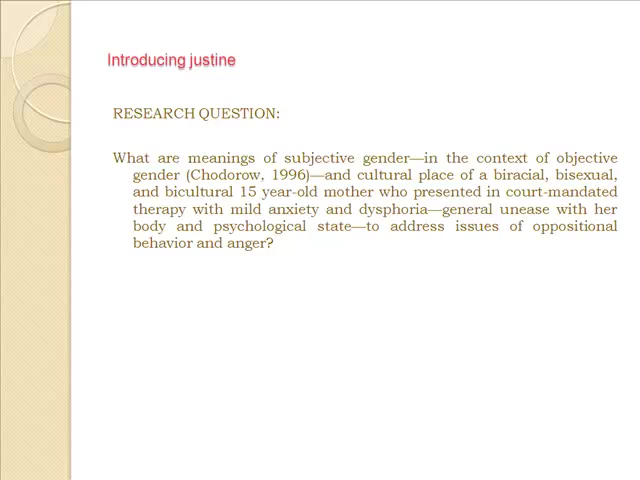 Introducing justine
RESEARCH QUESTION:
What are meanings of subjective gender—in the context of objective
gender (Chodorow, 1996)—and cultural place of a biracial, bisexual,
and bicultural 15 year-old mother who presented in court-mandated
therapy with mild anxiety and dysphoria—general unease with her
body and psychological state—to address issues of oppositional
behavior and anger?